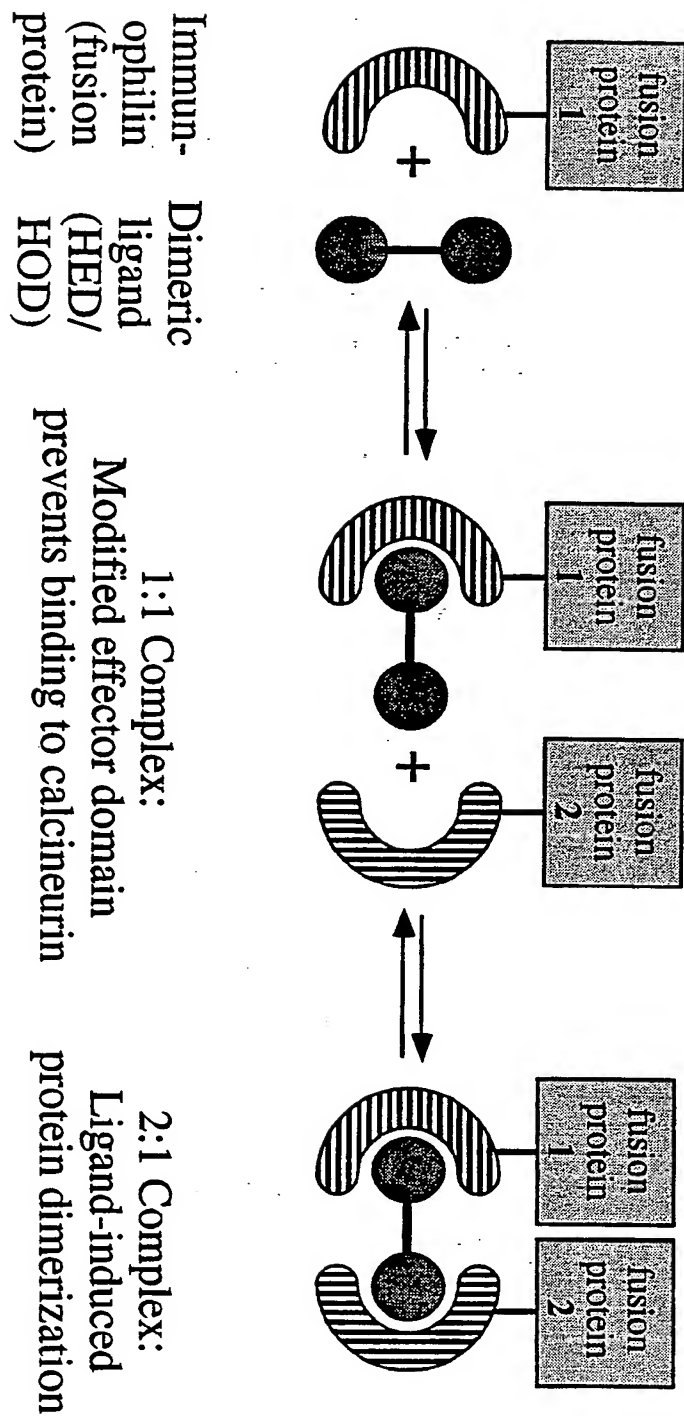 fusion
protein
1
+
fusion
protein
1
+
fusion
protein
2
fusion
protein
1
fusion
protein
2
Immun-
ophilin
(fusion
protein)
Dimeric
ligand
(HED/
HOD)
1:1 Complex:
Modified effector domain
prevents binding to calcineurin
2:1 Complex:
Ligand-induced
protein dimerization